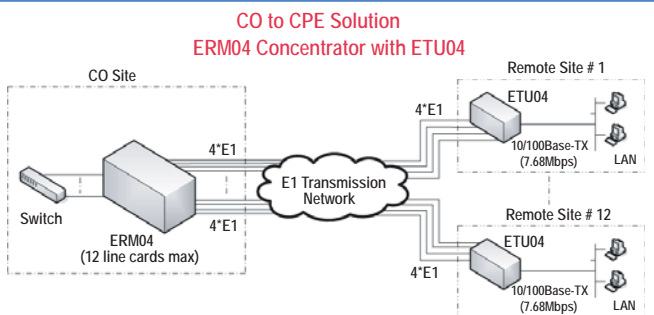 CO to CPE Solution
ERM04 Concentrator with ETU04
CO Site
Remote Site # 1
4*E1
ETU04
4*E1
10/100Base-TX
(7.68Mbps)
LAN
E1 Transmission
Network
Switch
4*E1
ERM04
(12 line cards max)
Remote Site # 12
ETU04
4*E1
10/100Base-TX
(7.68Mbps)
LAN